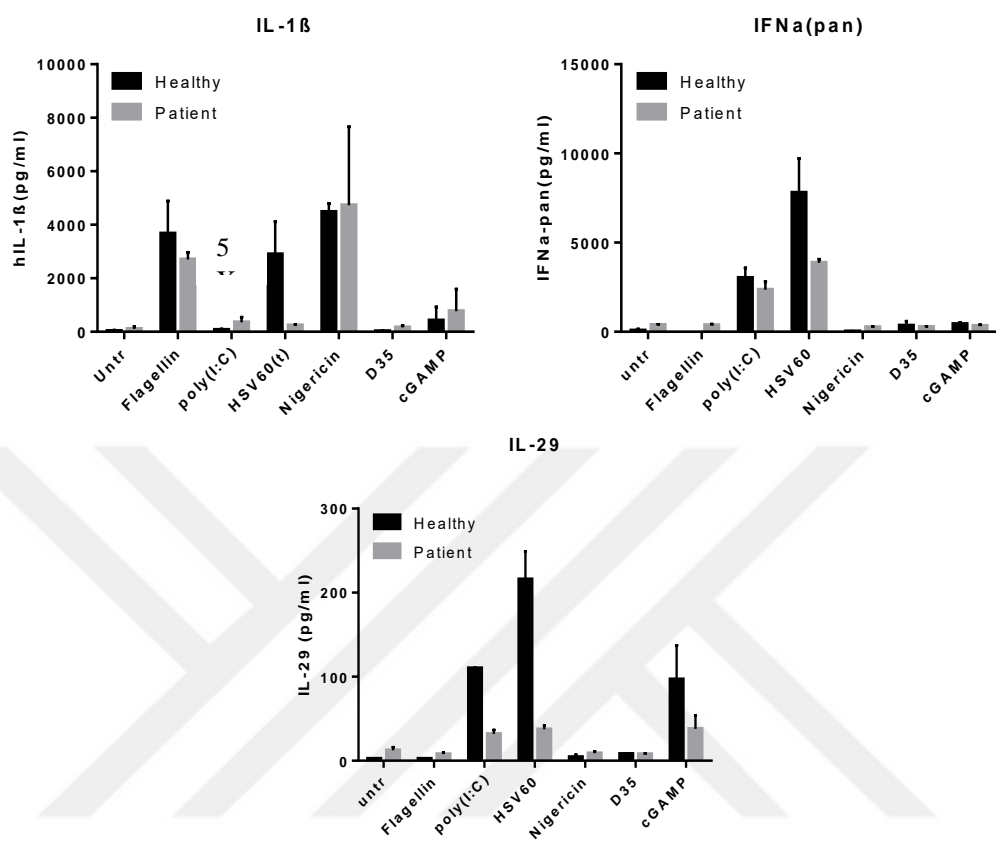 IL-1ß
10000
8000
6000
4000
2000
0
hIL-1ß(pg/ml)
Healthy
Patient
5
Untr
Flagellin
poly(I:C)
HSV60(t)
Nigericin
D35
cGAMP
IFNa(pan)
15000
10000
5000
0
IFNa-pan(pg/ml)
Healthy
Patient
untr
Flagellin
poly(I:C)
HSV60
Nigericin
D35
cGAMP
IL-29
300
200
100
0
IL-29 (pg/ml)
Healthy
Patient
untr
Flagellin
poly(I:C)
HSV60
Nigericin
D35
cGAMP